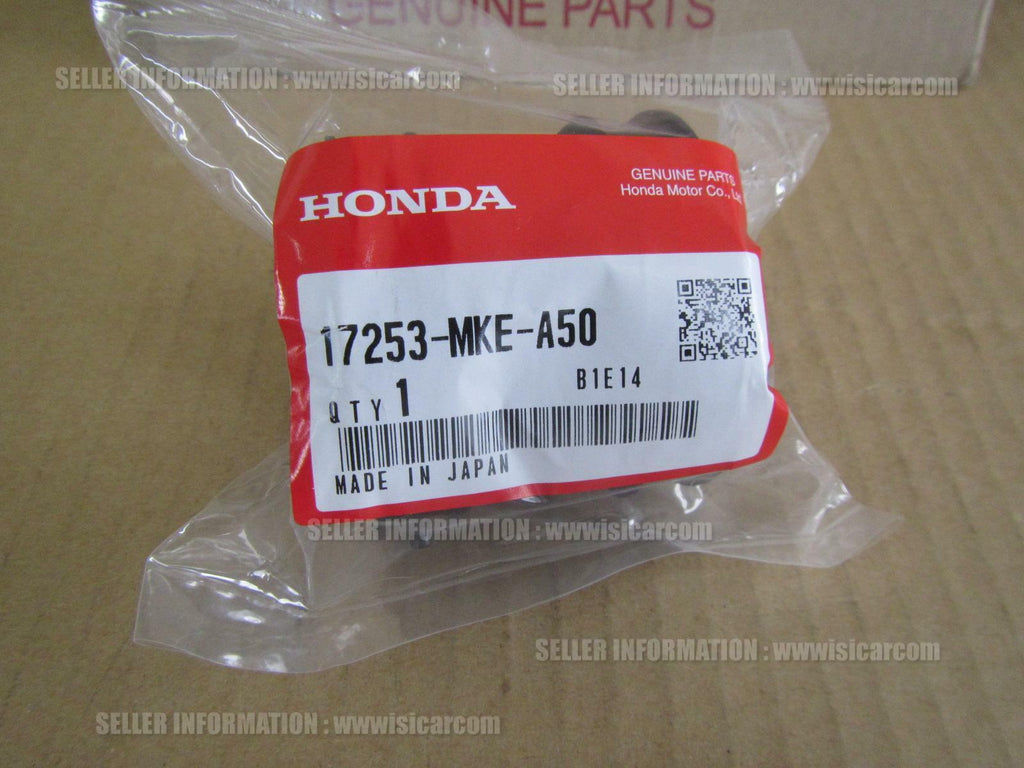 GENUINE PARTS
SELLER INFORMATION : wwwisicarcom
SELLER INFORMATION : wwwisicarcom
GENUINE PARTS
HONDA
Honda Motor Co.,
17253-MKE-A50
B1E14
QTY 1
MADE IN JAPAN
SELLER INFORMATION : wwwisicarcom
SELLER INFORMATION : wwwisicarcom
SELLER INFORMATION : wwwisicarcom